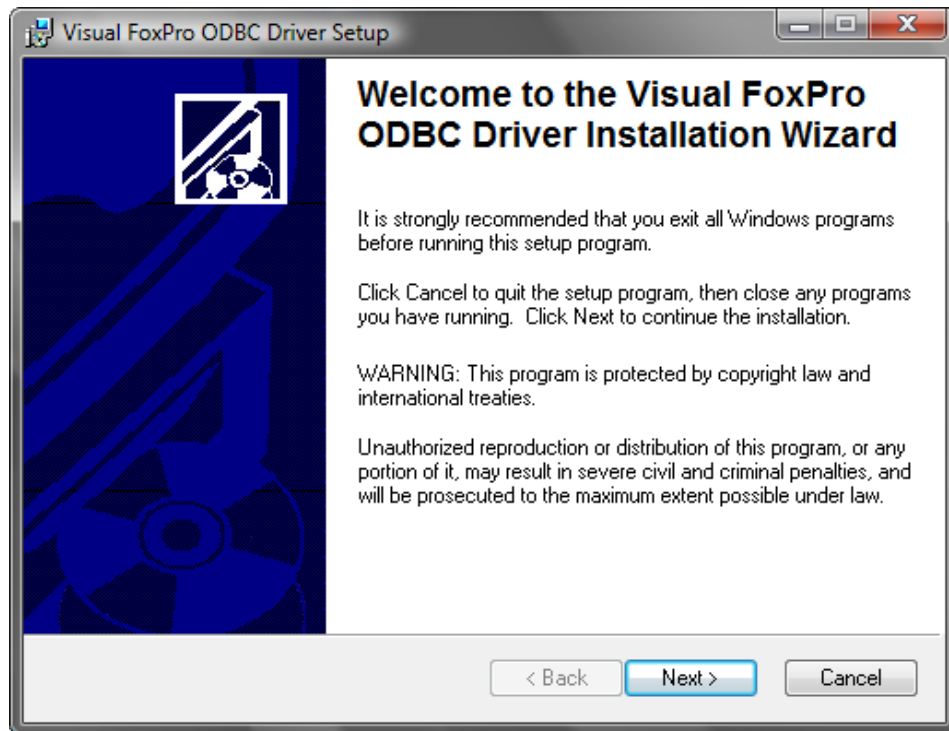 Visual FoxPro ODBC Driver Setup
Welcome to the Visual FoxPro
ODBC Driver Installation Wizard
It is strongly recommended that you exit all Windows programs
before running this setup program.
Click Cancel to quit the setup program, then close any programs
you have running.  Click Next to continue the installation.
WARNING: This program is protected by copyright law and
international treaties.
Unauthorized reproduction or distribution of this program, or any
portion of it, may result in severe civil and criminal penalties, and
will be prosecuted to the maximum extent possible under law.
< Back Next > Cancel